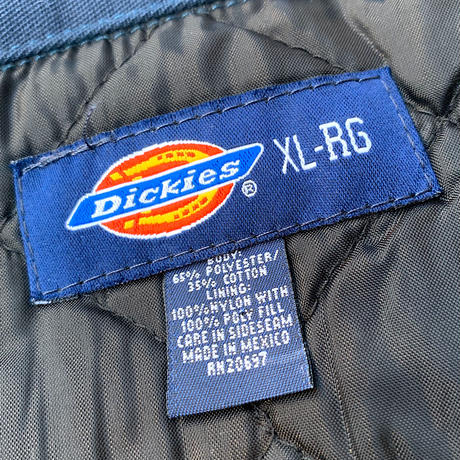 Dickies ® XL-RG
BODY:
65% POLYESTER/
35% COTTON
LINING:
100%NYLON WITH
100% POLY FILL
CARE IN SIDESEAM
MADE IN MEXICO
RN20697